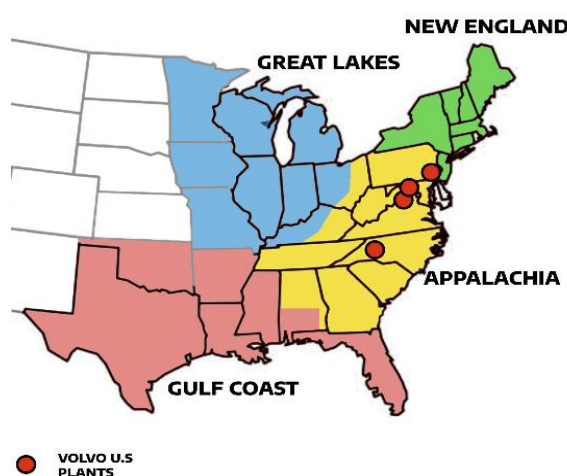 NEW ENGLAND
GREAT LAKES
APPALACHIA
GULF COAST
VOLVO U.S
PLANTS